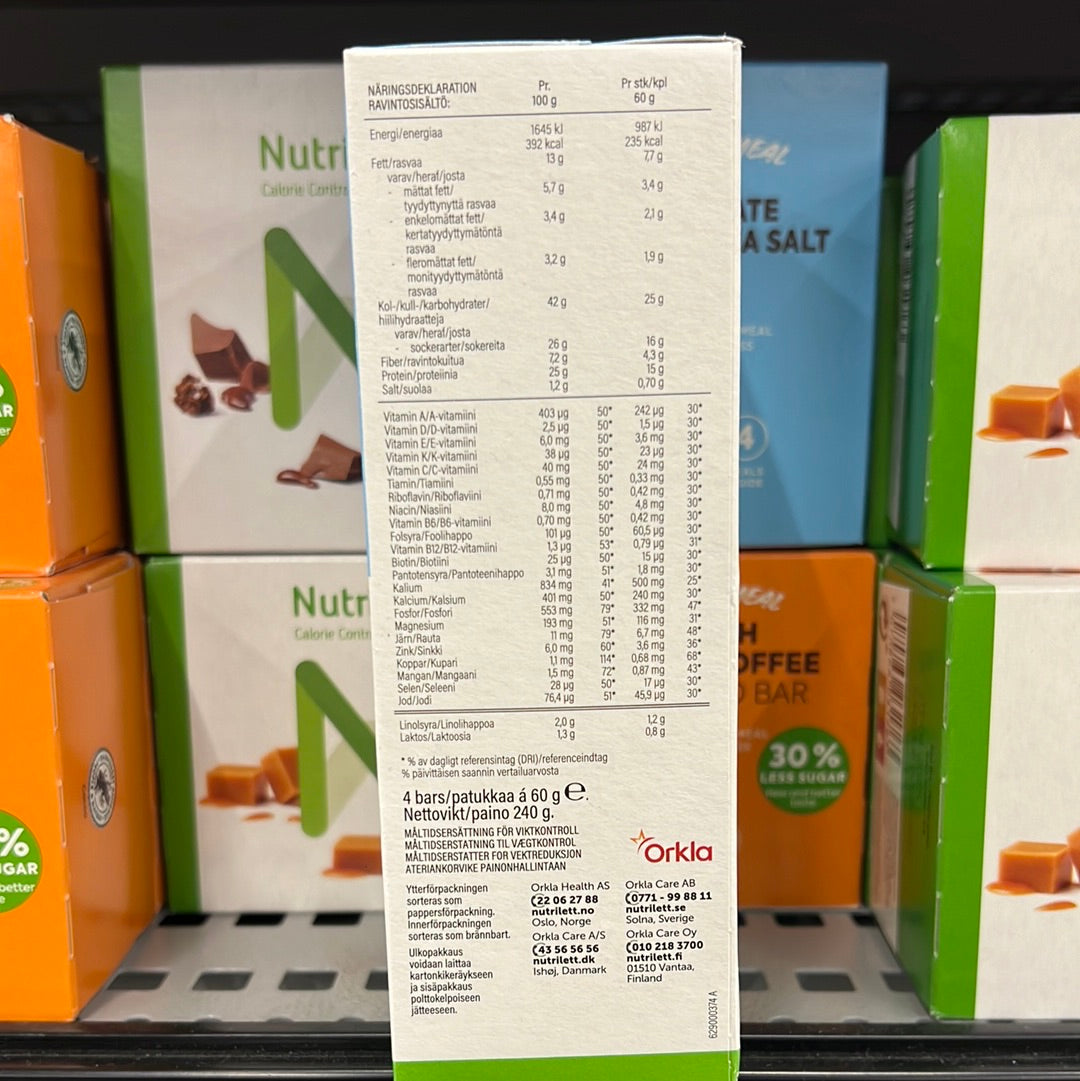 NÄRINGSDEKLARATION Pr. Pr stk/kpl
RAVINTOSISÄLTÖ: 100 g 60 g
Energi/energiaa 1645 kJ 987 kJ
392 kcal 235 kcal
Fett/rasvaa 13 g 7,7 g
varav/heraf/josta
- mättat fett/ 5,7 g 3,4 g
tyydyttynyttä rasvaa
- enkelomättat fett/ 3,4 g 2,1 g
kertatyydyttymätöntä
rasvaa
- fleromättat fett/ 3,2 g 1,9 g
monityydyttymätöntä
rasvaa
Kol-/kull-/karbohydrater/ 42 g 25 g
hiilihydraatteja
varav/heraf/josta
- sockerarter/sokereita 26 g 16 g
Fiber/ravintokuitua 7,2 g 4,3 g
Protein/proteiinia 25 g 15 g
Salt/suolaa 1,2 g 0,70 g
Vitamin A/A-vitamiini 403 µg 50* 242 µg 30*
Vitamin D/D-vitamiini 2,5 µg 50* 1,5 µg 30*
Vitamin E/E-vitamiini 6,0 mg 50* 3,6 mg 30*
Vitamin K/K-vitamiini 38 µg 50* 23 µg 30*
Vitamin C/C-vitamiini 40 mg 50* 24 mg 30*
Tiamin/Tiamiini 0,55 mg 50* 0,33 mg 30*
Riboflavin/Riboflaviini 0,71 mg 50* 0,42 mg 30*
Niacin/Niasiini 8,0 mg 50* 4,8 mg 30*
Vitamin B6/B6-vitamiini 0,70 mg 50* 0,42 mg 30*
Folsyra/Foolihappo 101 µg 50* 60,5 µg 30*
Vitamin B12/B12-vitamiini 1,3 µg 53* 0,79 µg 31*
Biotin/Biotiini 25 µg 50* 15 µg 30*
Pantotensyra/Pantoteenihappo 3,1 mg 51* 1,8 mg 30*
Kalium 834 mg 41* 500 mg 25*
Kalcium/Kalsium 401 mg 50* 240 mg 30*
Fosfor/Fosfori 553 mg 79* 332 mg 47*
Magnesium 193 mg 51* 116 mg 31*
Järn/Rauta 11 mg 79* 6,7 mg 48*
Zink/Sinkki 6,0 mg 60* 3,6 mg 36*
Koppar/Kupari 1,1 mg 114* 0,68 mg 68*
Mangan/Mangaani 1,5 mg 72* 0,87 mg 43*
Selen/Seleeni 28 µg 50* 17 µg 30*
Jod/Jodi 76,4 µg 51* 45,9 µg 30*
Linolsyra/Linolihappoa 2,0 g 1,2 g
Laktos/Laktoosia 1,3 g 0,8 g
* % av dagligt referensintag (DRI)/referenceindtag
% päivittäisen saannin vertailuarvosta
4 bars/patukkaa á 60 g e.
Nettovikt/paino 240 g.
MÅLTIDSERSÄTTNING FÖR VIKTKONTROLL
MÅLTIDSERSTATNING TIL VÆGTKONTROL
MÅLTIDSERSTATTER FOR VEKTREDUKSJON
ATERIANKORVIKE PAINONHALLINTAAN
Orkla
Ytterförpackningen
sorteras som
pappersförpackning.
Innerförpackningen
sorteras som brännbart.
Ulkopakkaus
voidaan laittaa
kartonkikeräykseen
ja sisäpakkaus
polttokelpoiseen
jätteeseen.
Orkla Health AS
22 06 27 88
nutrilett.no
Oslo, Norge
Orkla Care A/S
43 56 56 56
nutrilett.dk
Ishøj, Danmark
Orkla Care AB
0771 - 99 88 11
nutrilett.se
Solna, Sverige
Orkla Care Oy
010 218 3700
nutrilett.fi
01510 Vantaa,
Finland
629000374 A
Nutri
Calorie Contr
Nutr
Calorie Contr
EAL
ATE
A SALT
EAL
4
EAL
H
OFFEE
BAR
30%
LESS SUGAR
AR
er
%
GAR
better